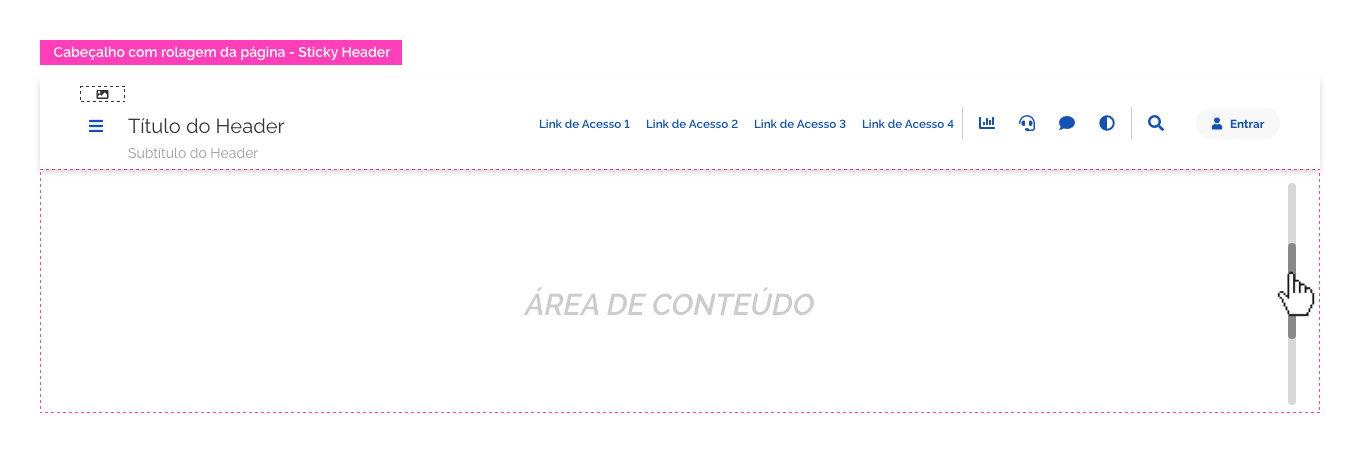 Cabeçalho com rolagem da página - Sticky Header
Título do Header
Subtítulo do Header
Link de Acesso 1
Link de Acesso 2
Link de Acesso 3
Link de Acesso 4
Entrar
ÁREA DE CONTEÚDO